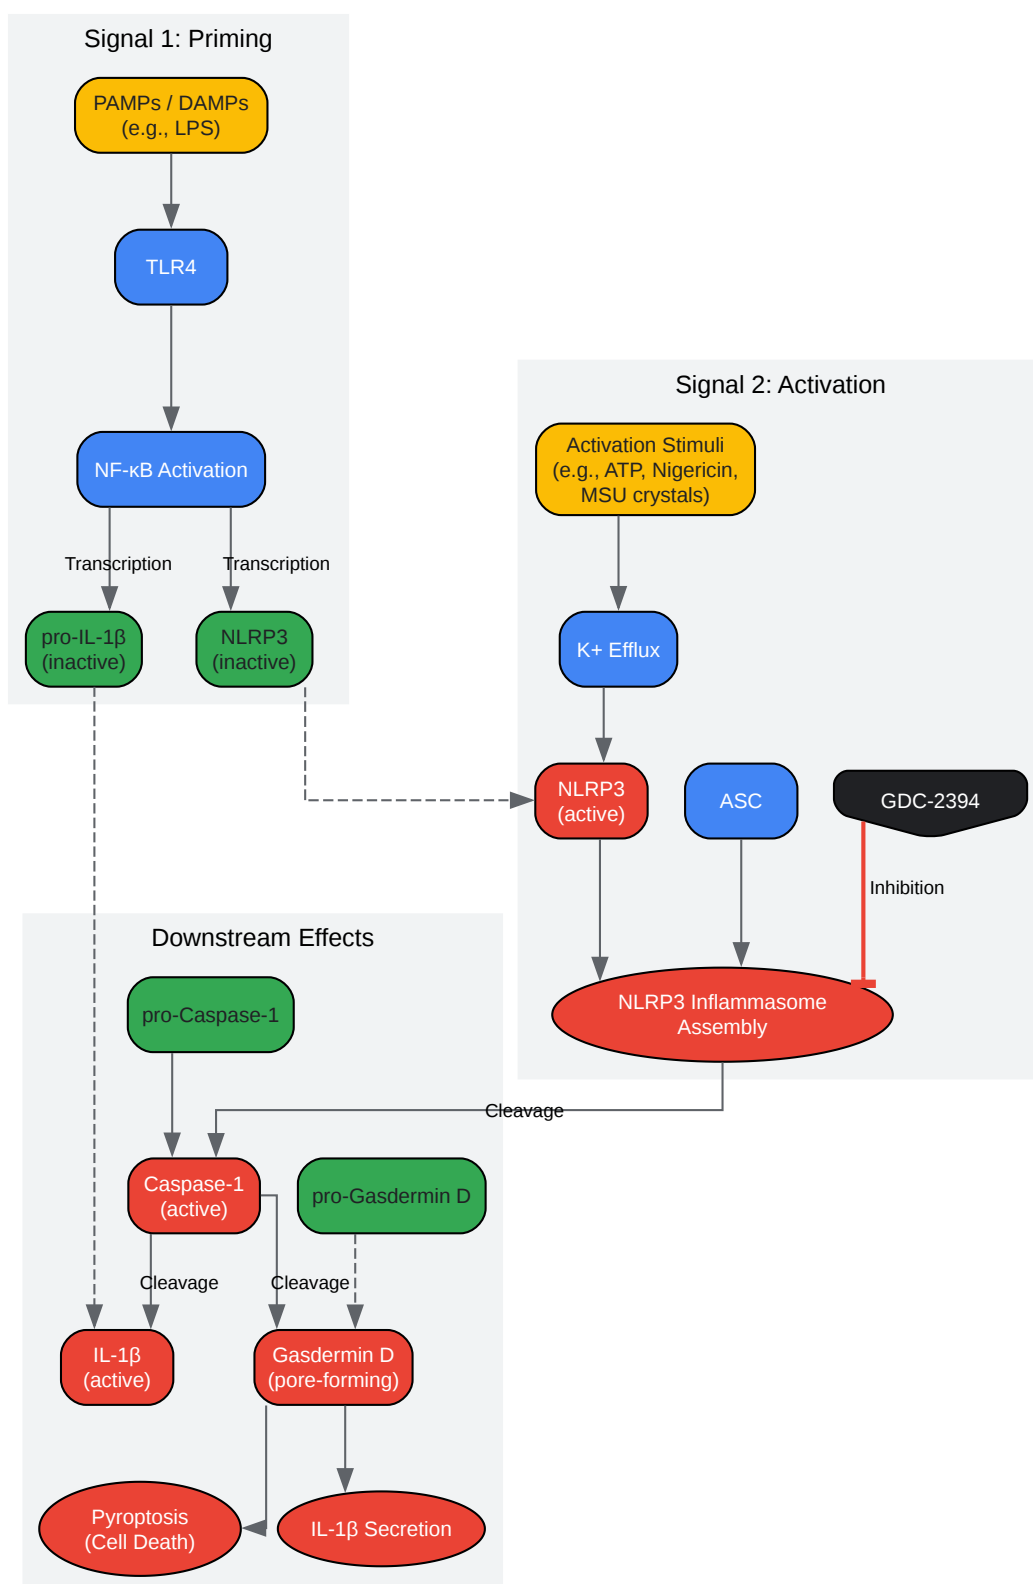 Signal 1: Priming
PAMPs / DAMPs
(e.g., LPS)
TLR4
NF-κB Activation
Transcription
Transcription
pro-IL-1β
(inactive)
NLRP3
(inactive)
Signal 2: Activation
Activation Stimuli
(e.g., ATP, Nigericin,
MSU crystals)
K+ Efflux
NLRP3
(active)
ASC
GDC-2394
Inhibition
NLRP3 Inflammasome
Assembly
Cleavage
Downstream Effects
pro-Caspase-1
Caspase-1
(active)
pro-Gasdermin D
Cleavage
Cleavage
IL-1β
(active)
Gasdermin D
(pore-forming)
Pyroptosis
(Cell Death)
IL-1β Secretion